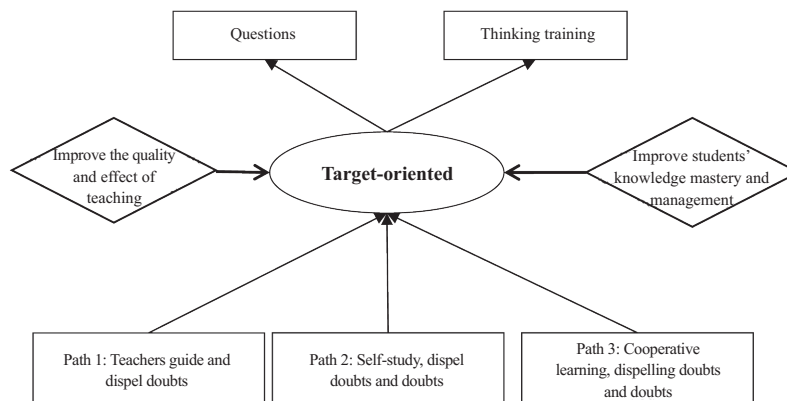 Questions
Thinking training
Improve the quality
and effect of
teaching
Target-oriented
Improve students’
knowledge mastery and
management
Path 1: Teachers guide and
dispel doubts
Path 2: Self-study, dispel
doubts and doubts
Path 3: Cooperative
learning, dispelling doubts
and doubts